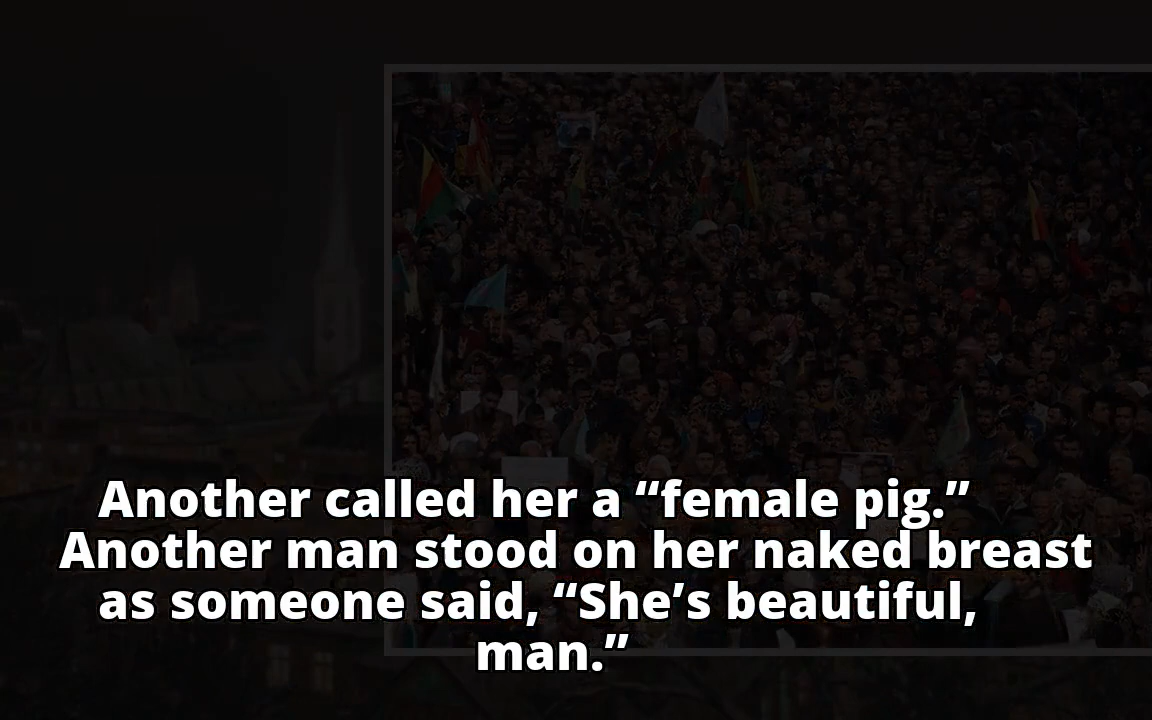 Another called her a “female pig.”
Another man stood on her naked breast
as someone said, “She’s beautiful,
man.”